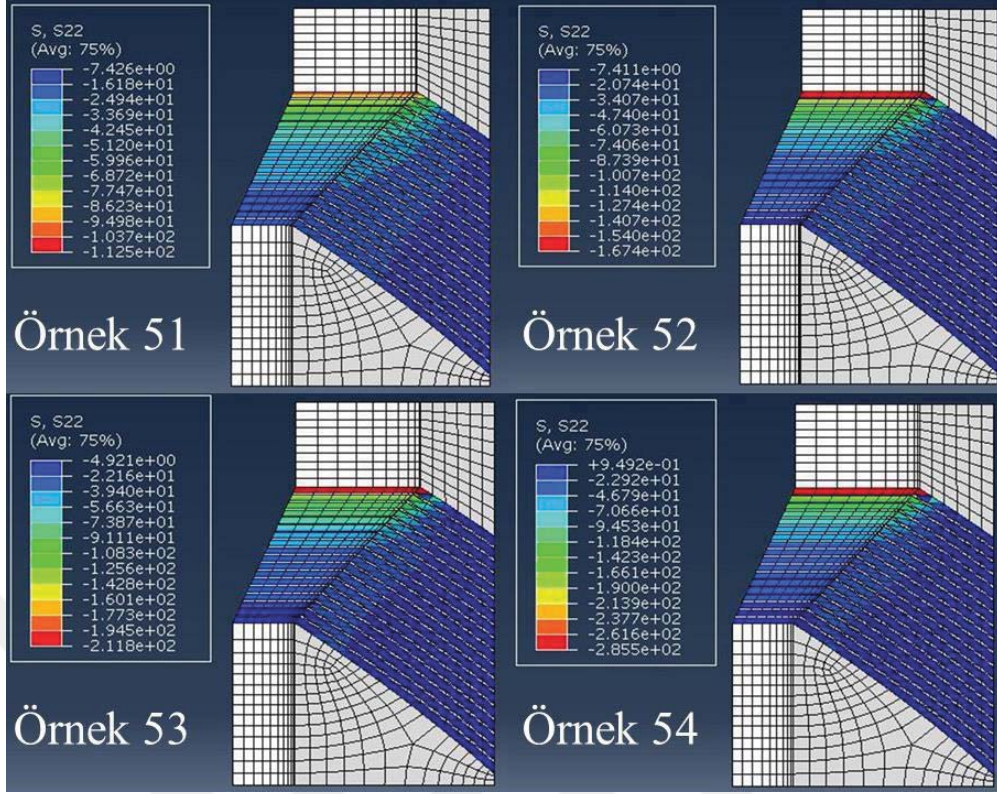 S, S22
(Avg: 75%)
-7.426e+00
-1.618e+01
-2.494e+01
-3.369e+01
-4.245e+01
-5.120e+01
-5.996e+01
-6.872e+01
-7.747e+01
-8.623e+01
-9.498e+01
-1.037e+02
-1.125e+02
Örnek 51
S, S22
(Avg: 75%)
-7.411e+00
-2.074e+01
-3.407e+01
-4.740e+01
-6.073e+01
-7.406e+01
-8.739e+01
-1.007e+02
-1.140e+02
-1.274e+02
-1.407e+02
-1.540e+02
-1.674e+02
Örnek 52
S, S22
(Avg: 75%)
-4.921e+00
-2.216e+01
-3.940e+01
-5.663e+01
-7.387e+01
-9.111e+01
-1.083e+02
-1.256e+02
-1.428e+02
-1.601e+02
-1.773e+02
-1.945e+02
-2.118e+02
Örnek 53
S, S22
(Avg: 75%)
+9.492e-01
-2.292e+01
-4.679e+01
-7.066e+01
-9.453e+01
-1.184e+02
-1.423e+02
-1.661e+02
-1.900e+02
-2.139e+02
-2.377e+02
-2.616e+02
-2.855e+02
Örnek 54